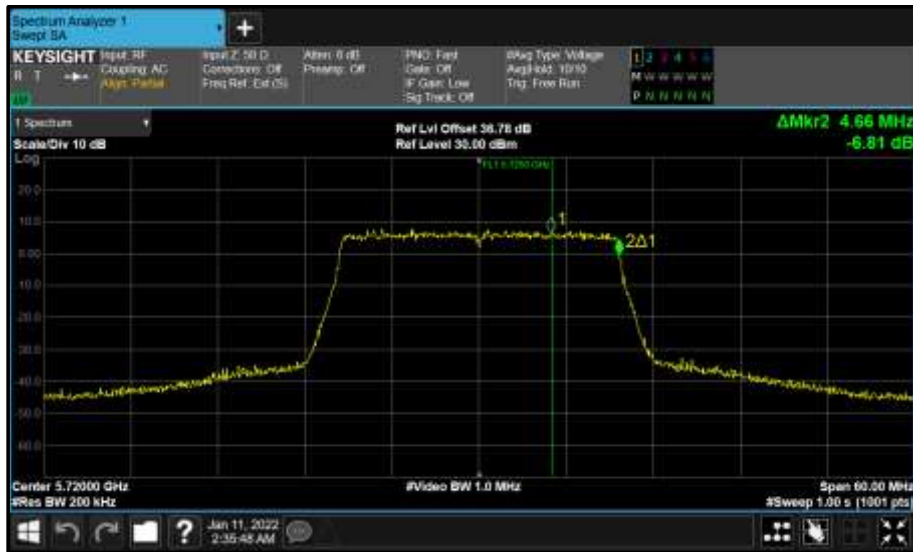 Spectrum Analyzer 1
Swept SA
+
KEYSIGHT Input: RF
R T
Coupling: AC
Align: Partial
Input Z: 50 Ω
Corrections: Off
Freq Ref: Ext (S)
Atten: 6 dB
Preamp: Off
PNO: Fast
Gate: Off
IF Gain: Low
Sig Track: Off
#Avg Type: Voltage
Avg|Hold: 10/10
Trig: Free Run
1 2 3 4 5 6
M W W W W W
P N N N N N
1 Spectrum
Scale/Div 10 dB
Ref Lvl Offset 36.78 dB
Ref Level 30.00 dBm
ΔMkr2 4.66 MHz
-6.81 dB
Log
20.0
10.0
0.00
-20.0
-30.0
-40.0
-50.0
-60.0
1
2Δ1
Center 5.72000 GHz
#Res BW 200 kHz
#Video BW 1.0 MHz
Span 60.00 MHz
#Sweep 1.00 s (1001 pts)
?
Jan 11, 2022
2:35:48 AM